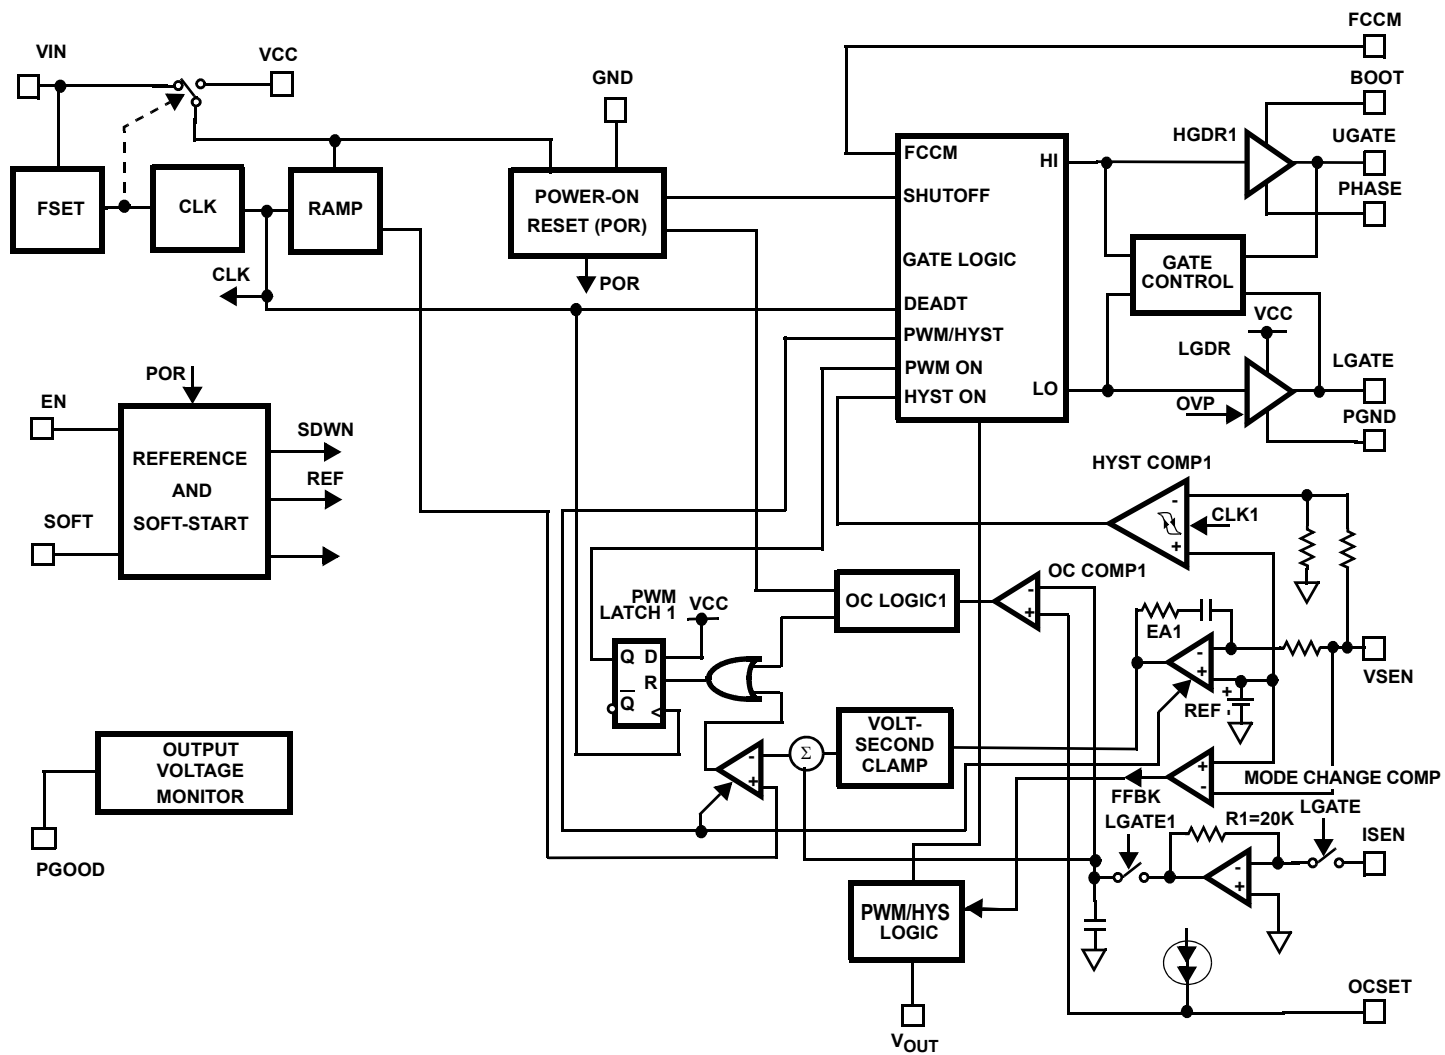 FCCM
VIN
VCC
GND
BOOT
HGDR1
UGATE
PHASE
FSET
CLK
RAMP
POWER-ON
RESET (POR)
FCCM
HI
SHUTOFF
GATE LOGIC
DEADT
PWM/HYST
PWM ON
HYST ON
LO
GATE
CONTROL
CLK
POR
VCC
LGDR
LGATE
OVP
PGND
POR
EN
SDWN
REFERENCE
AND
SOFT-START
REF
SOFT
HYST COMP1
-
+
CLK1
OC COMP1
-
+
OC LOGIC1
PWM
LATCH 1
VCC
Q D
R
Q
<
EA1
-
+
REF
+
-
VSEN
VOLT-
SECOND
CLAMP
Σ
-
+
OUTPUT
VOLTAGE
MONITOR
PGOOD
+
-
MODE CHANGE COMP
FFBK
LGATE1
R1=20K
LGATE
ISEN
-
+
PWM/HYS
LOGIC
OCSET
VOUT